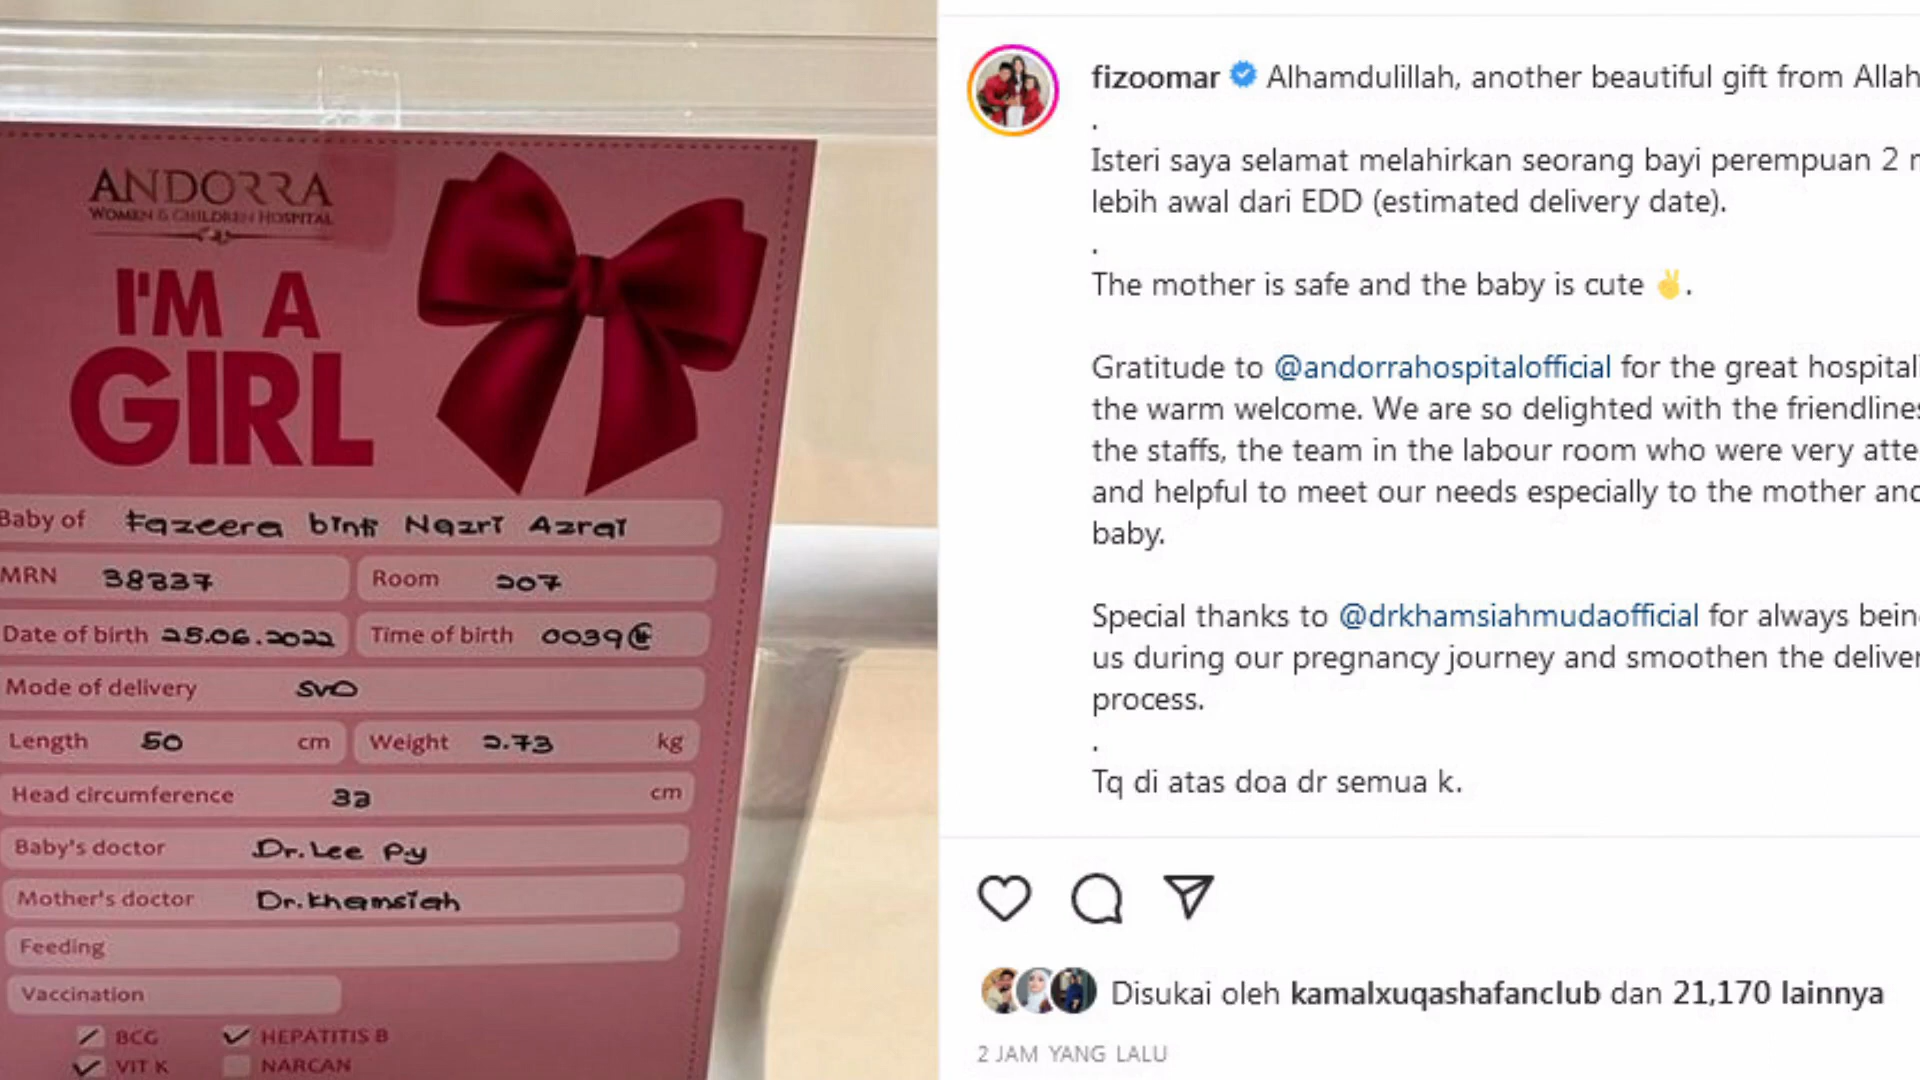 ANDORRA
WOMEN & CHILDREN HOSPITAL
I'M A
GIRL
Baby of Fazeera binti Nazri Azrai
MRN 38337
Room 207
Date of birth 25.06.2022
Time of birth 0039
Mode of delivery SVD
Length 50 cm
Weight 2.73 kg
Head circumference 33 cm
Baby's doctor Dr. Lee P.Y
Mother's doctor Dr. Khamsiah
Feeding
Vaccination
BCG HEPATITIS B
VIT K NARCAN
fizoomar Alhamdulillah, another beautiful gift from Allah
.
Isteri saya selamat melahirkan seorang bayi perempuan 2
lebih awal dari EDD (estimated delivery date).
.
The mother is safe and the baby is cute ✌.
Gratitude to @andorrahospitalofficial for the great
the warm welcome. We are so delighted with the
the staffs, the team in the labour room who were very
and helpful to meet our needs especially to the mother
baby.
Special thanks to @drkhamsiahmudaofficial for always
us during our pregnancy journey and smoothen the
process.
.
Tq di atas doa dr semua k.
Disukai oleh kamalxuqashafanclub dan 21,170 lainnya
2 JAM YANG LALU